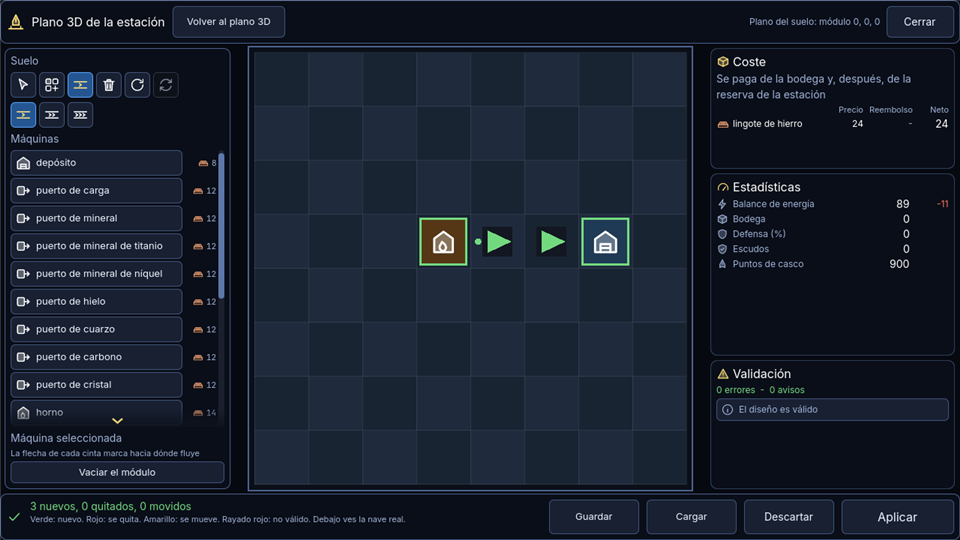 Plano 3D de la estación
Volver al plano 3D
Plano del suelo: módulo 0, 0, 0
Cerrar
Suelo
Máquinas
depósito 8
puerto de carga 12
puerto de mineral 12
puerto de mineral de titanio 12
puerto de mineral de níquel 12
puerto de hielo 12
puerto de cuarzo 12
puerto de carbono 12
puerto de cristal 12
horno 14
Máquina seleccionada
La flecha de cada cinta marca hacia dónde fluye
Vaciar el módulo
Coste
Se paga de la bodega y, después, de la
reserva de la estación
Precio Reembolso Neto
lingote de hierro 24 - 24
Estadísticas
Balance de energía 89 -11
Bodega 0
Defensa (%) 0
Escudos 0
Puntos de casco 900
Validación
0 errores - 0 avisos
El diseño es válido
3 nuevos, 0 quitados, 0 movidos
Verde: nuevo. Rojo: se quita. Amarillo: se mueve. Rayado rojo: no válido. Debajo ves la nave real.
Guardar
Cargar
Descartar
Aplicar